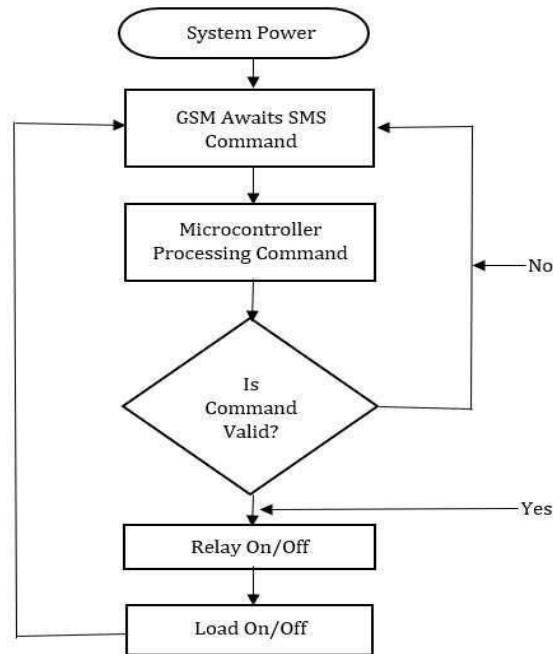 System Power
GSM Awaits SMS
Command
Microcontroller
Processing Command
No
Is
Command
Valid?
Yes
Relay On/Off
Load On/Off